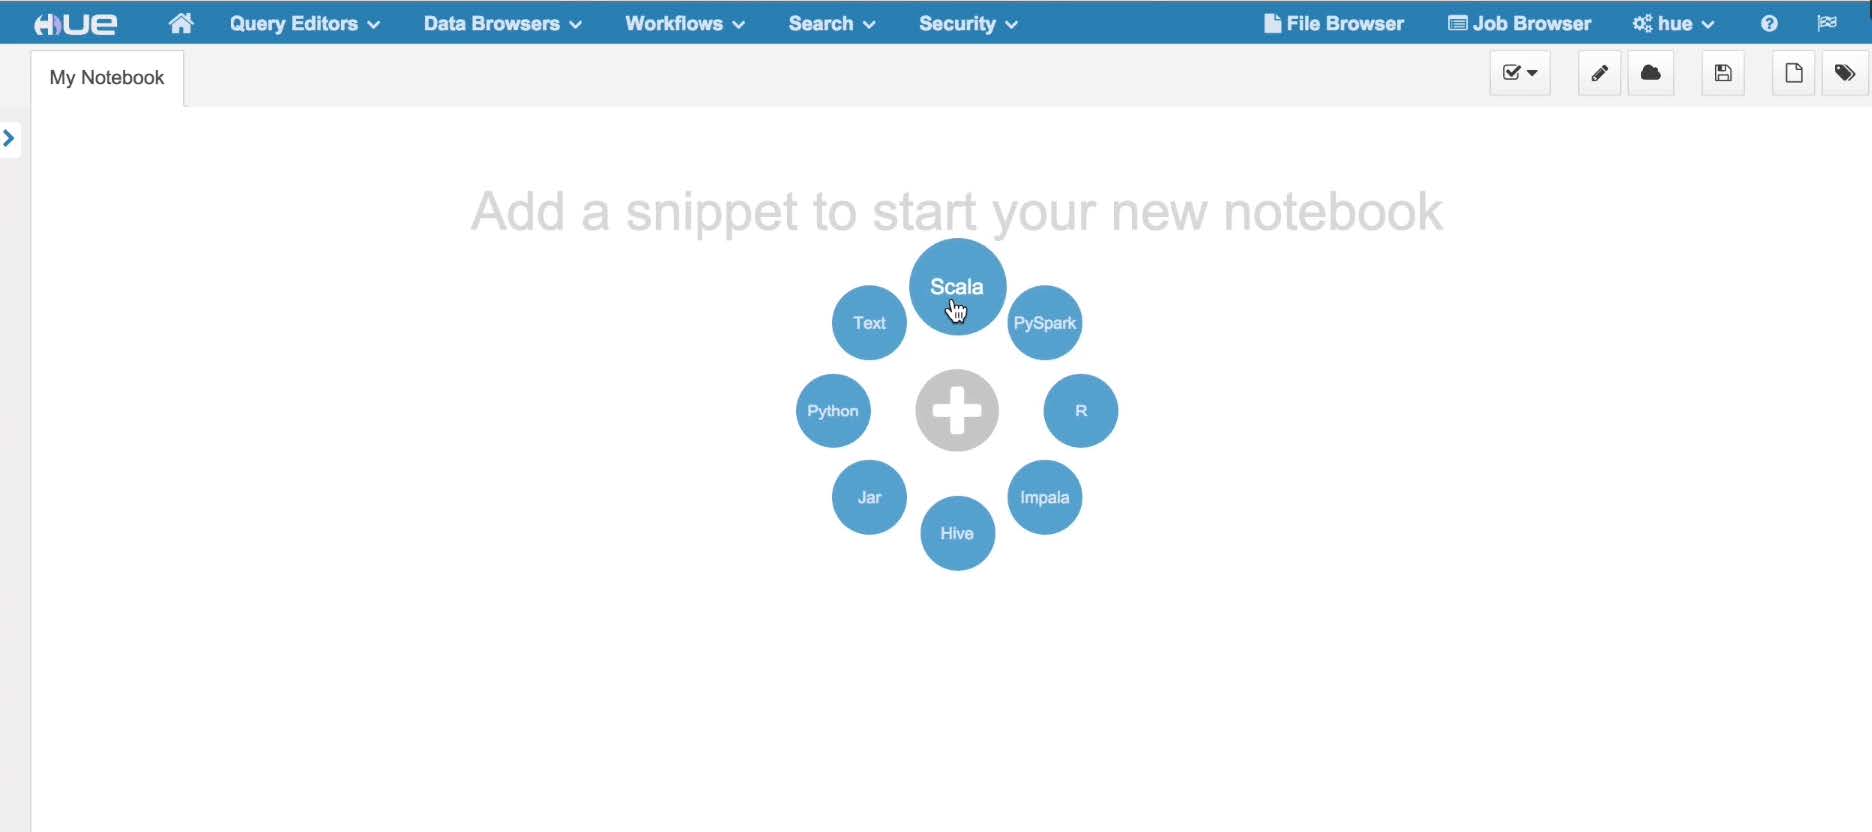 HUE Query Editors Data Browsers Workflows Search Security File Browser Job Browser hue
My Notebook
Add a snippet to start your new notebook
Scala
Text PySpark
Python R
Jar Impala
Hive